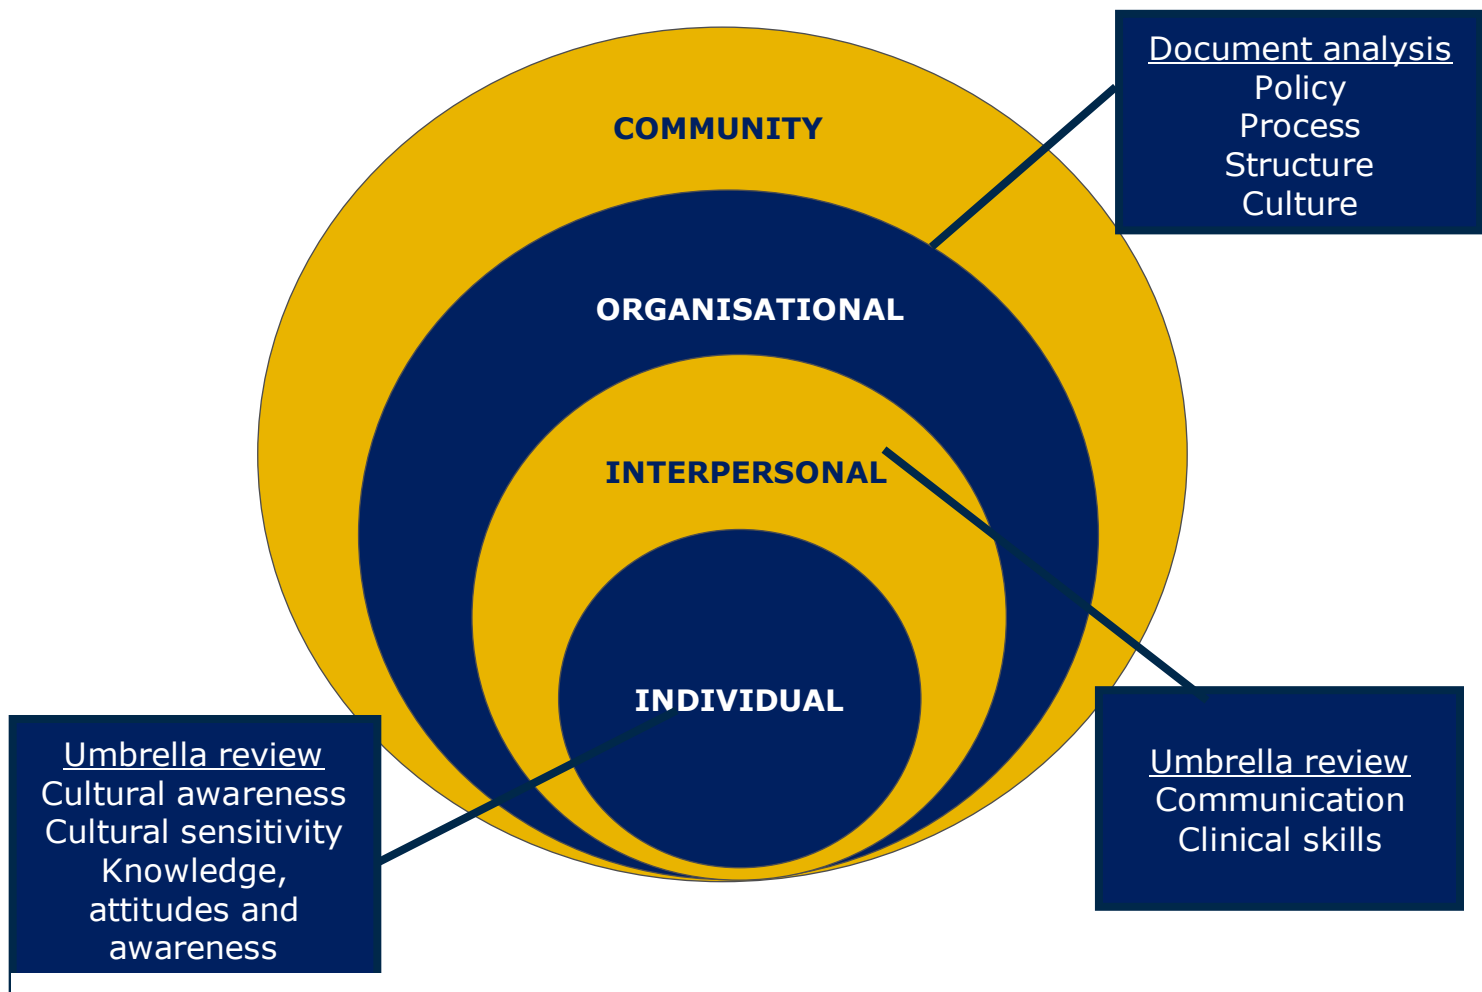 Document analysis
Policy
Process
Structure
Culture
COMMUNITY
ORGANISATIONAL
INTERPERSONAL
INDIVIDUAL
Umbrella review
Cultural awareness
Cultural sensitivity
Knowledge,
attitudes and
awareness
Umbrella review
Communication
Clinical skills